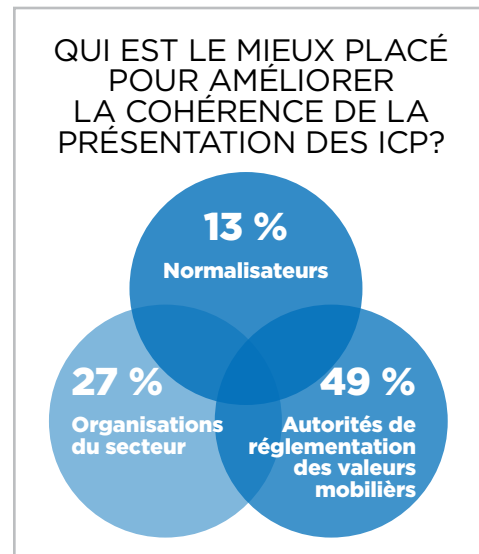 QUI EST LE MIEUX PLACÉ
POUR AMÉLIORER
LA COHÉRENCE DE LA
PRÉSENTATION DES ICP?
13 %
Normalisateurs
27 %
Organisations
du secteur
49 %
Autorités de
réglementation
des valeurs
mobilièrs